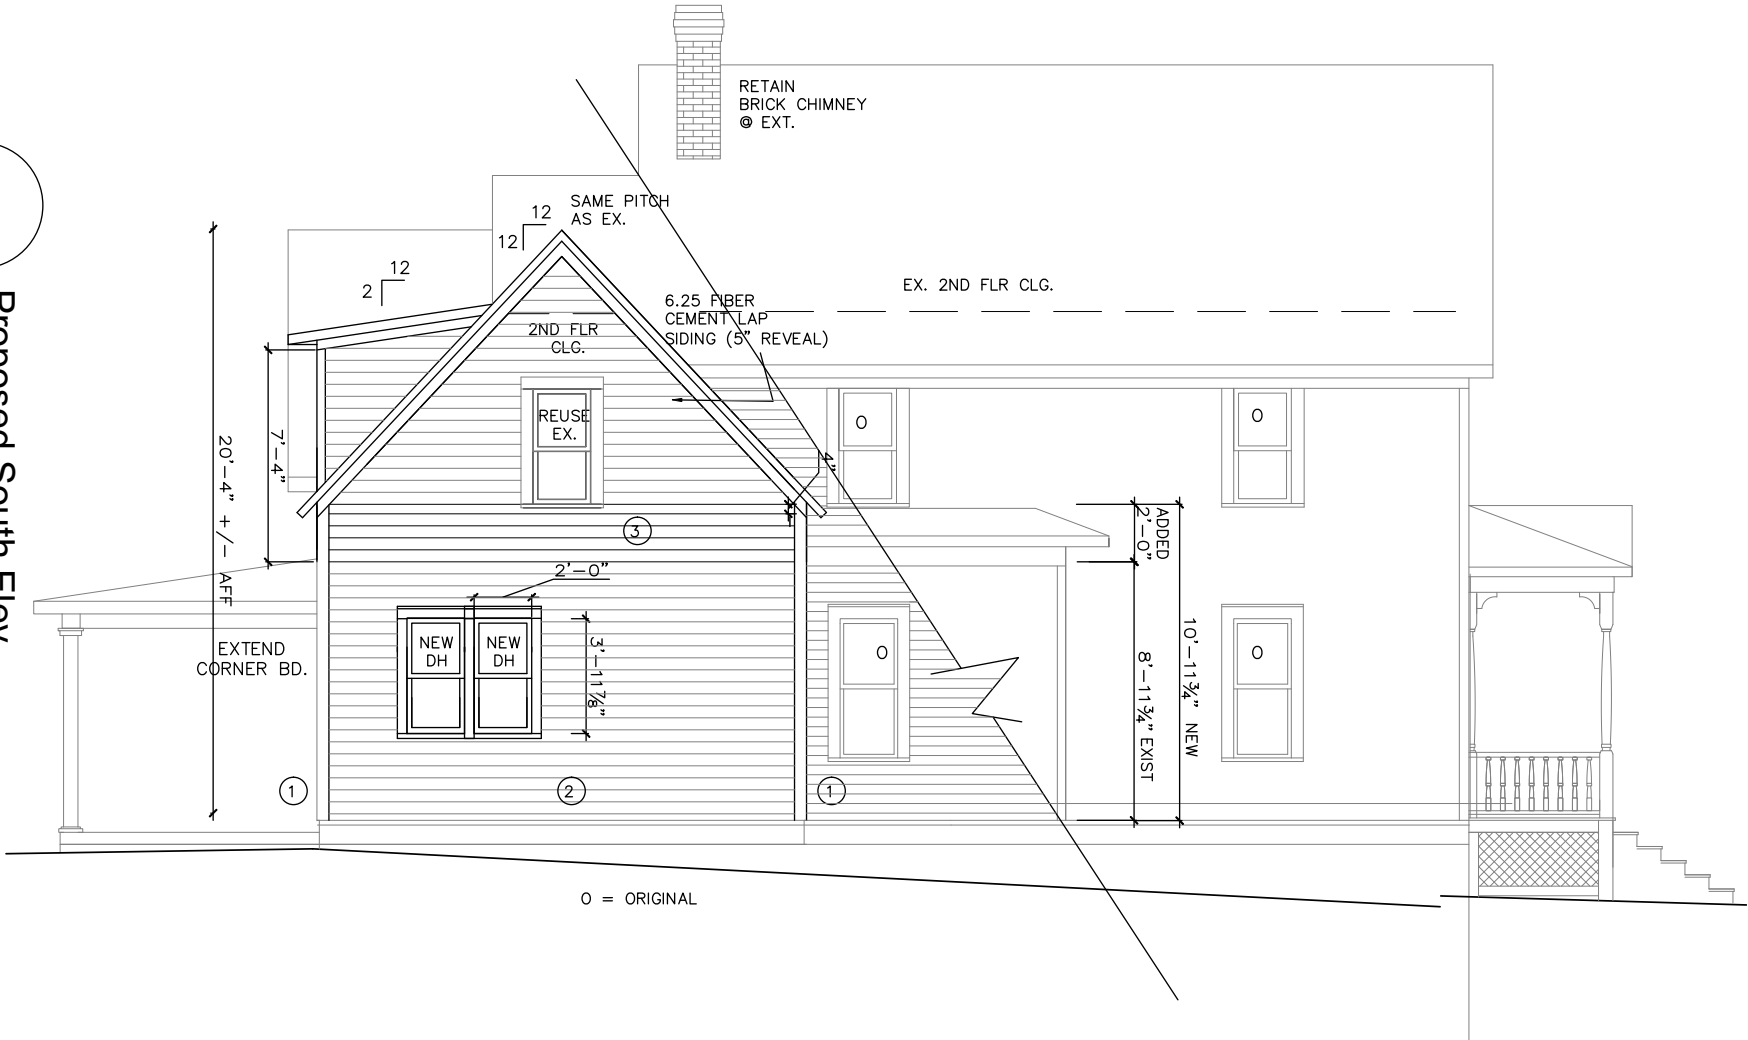 RETAIN
BRICK CHIMNEY
@ EXT.
SAME PITCH
AS EX.
12
12
12
2
EX. 2ND FLR CLG.
6.25 FIBER
CEMENT LAP
SIDING (5" REVEAL)
2ND FLR
CLG.
REUSE
EX.
O
O
4"
7'-4"
20'-4" +/- AFF
3
ADDED
2'-0"
2'-0"
EXTEND
CORNER BD.
NEW
DH
NEW
DH
3'-11⅞"
O
O
10'-11¾" NEW
8'-11¾" EXIST
1
2
1
O = ORIGINAL
Proposed South Elev